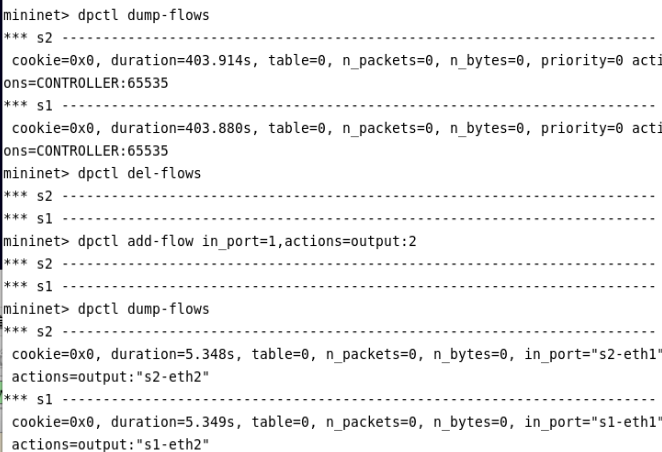 mininet> dpctl dump-flows
*** s2 ------------------------------------------------------------------------
 cookie=0x0, duration=403.914s, table=0, n_packets=0, n_bytes=0, priority=0 acti
ons=CONTROLLER:65535
*** s1 ------------------------------------------------------------------------
 cookie=0x0, duration=403.880s, table=0, n_packets=0, n_bytes=0, priority=0 acti
ons=CONTROLLER:65535
mininet> dpctl del-flows
*** s2 ------------------------------------------------------------------------
*** s1 ------------------------------------------------------------------------
mininet> dpctl add-flow in_port=1,actions=output:2
*** s2 ------------------------------------------------------------------------
*** s1 ------------------------------------------------------------------------
mininet> dpctl dump-flows
*** s2 ------------------------------------------------------------------------
 cookie=0x0, duration=5.348s, table=0, n_packets=0, n_bytes=0, in_port="s2-eth1"
 actions=output:"s2-eth2"
*** s1 ------------------------------------------------------------------------
 cookie=0x0, duration=5.349s, table=0, n_packets=0, n_bytes=0, in_port="s1-eth1"
 actions=output:"s1-eth2"